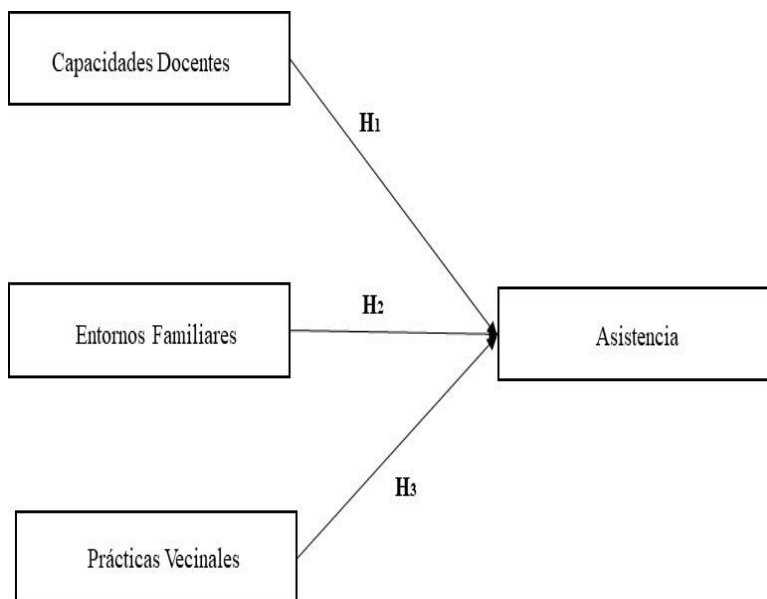 Capacidades Docentes
H1
Entornos Familiares
H2
Asistencia
H3
Prácticas Vecinales